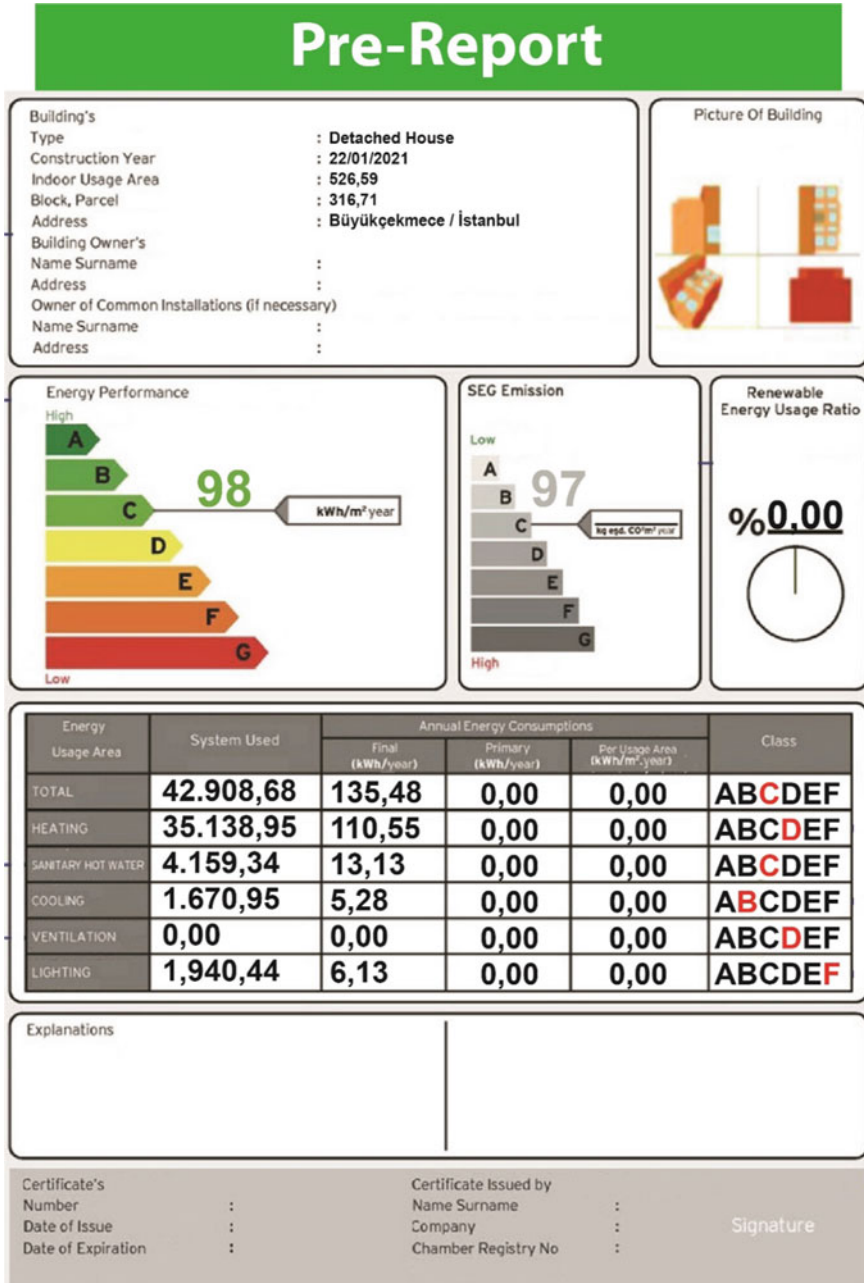 Pre-Report
Building's
Type : Detached House
Construction Year : 22/01/2021
Indoor Usage Area : 526,59
Block, Parcel : 316,71
Address : Büyükçekmece / İstanbul
Building Owner's
Name Surname :
Address :
Owner of Common Installations (if necessary)
Name Surname :
Address :
Picture Of Building
Energy Performance
High
A
B
C 98 kWh/m² year
D
E
F
G
Low
SEG Emission
Low
A
B
C 97 kg eşd. CO²m² year
D
E
F
G
High
Renewable
Energy Usage Ratio
%0,00
Energy Usage Area System Used Annual Energy Consumptions Class
Final (kWh/year) Primary (kWh/year) Per Usage Area (kWh/m².year)
TOTAL 42.908,68 135,48 0,00 0,00 ABCDEF
HEATING 35.138,95 110,55 0,00 0,00 ABCDEF
SANITARY HOT WATER 4.159,34 13,13 0,00 0,00 ABCDEF
COOLING 1.670,95 5,28 0,00 0,00 ABCDEF
VENTILATION 0,00 0,00 0,00 0,00 ABCDEF
LIGHTING 1,940,44 6,13 0,00 0,00 ABCDEF
Explanations
Certificate's
Number :
Date of Issue :
Date of Expiration :
Certificate Issued by
Name Surname :
Company :
Chamber Registry No :
Signature